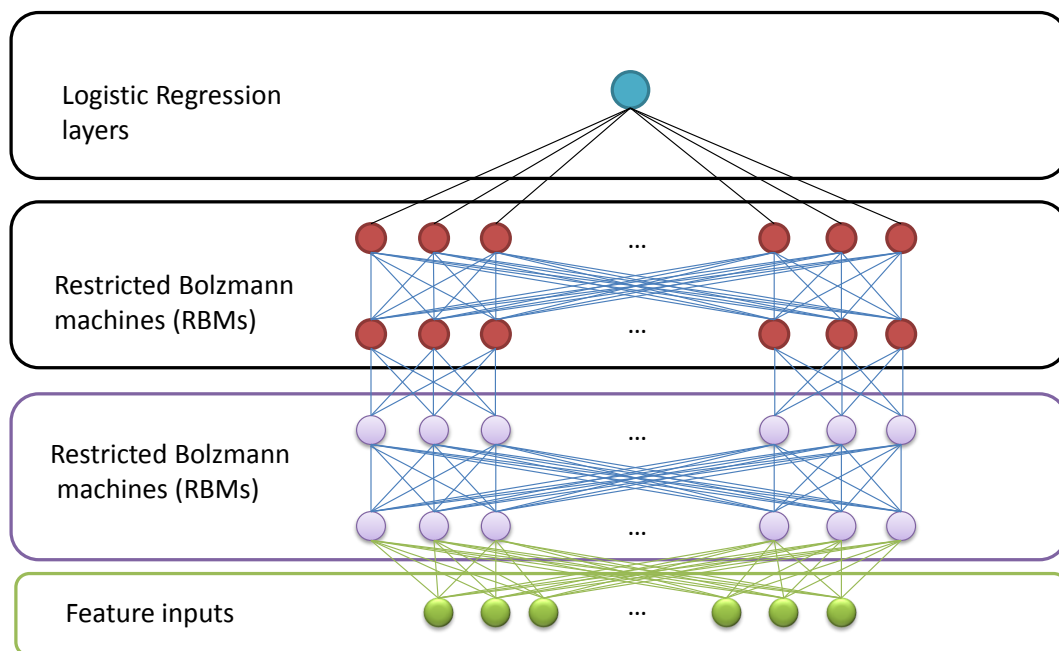 Logistic Regression
layers
...
Restricted Bolzmann
machines (RBMs)
...
...
Restricted Bolzmann
machines (RBMs)
...
...
Feature inputs
...